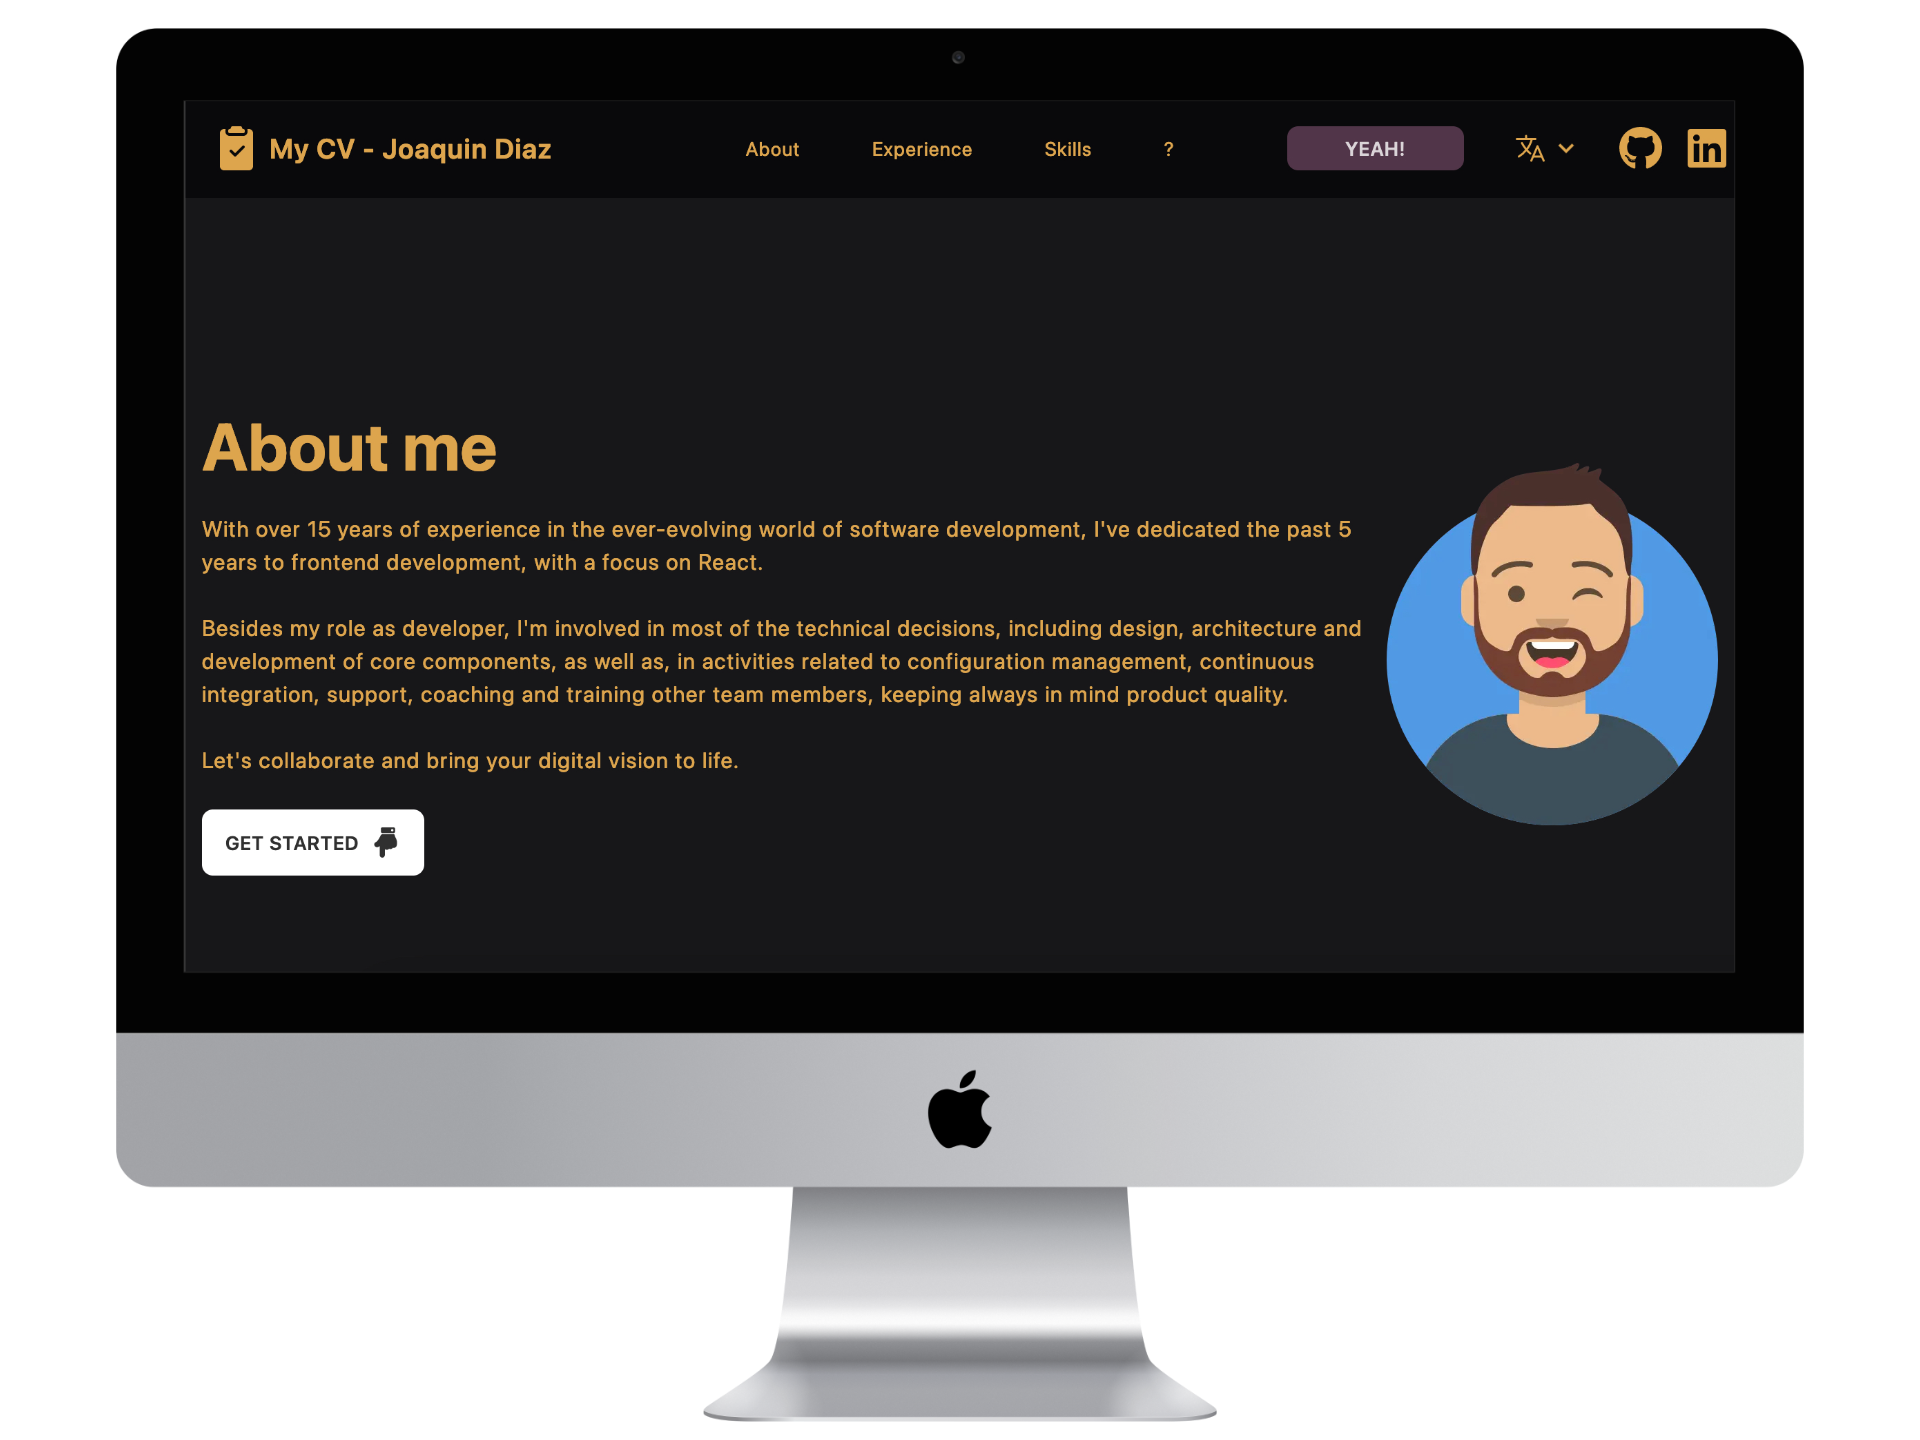 My CV - Joaquin Diaz
About
Experience
Skills
?
YEAH!
文A
in
About me
With over 15 years of experience in the ever-evolving world of software development, I've dedicated the past 5
years to frontend development, with a focus on React.
Besides my role as developer, I'm involved in most of the technical decisions, including design, architecture and
development of core components, as well as, in activities related to configuration management, continuous
integration, support, coaching and training other team members, keeping always in mind product quality.
Let's collaborate and bring your digital vision to life.
GET STARTED